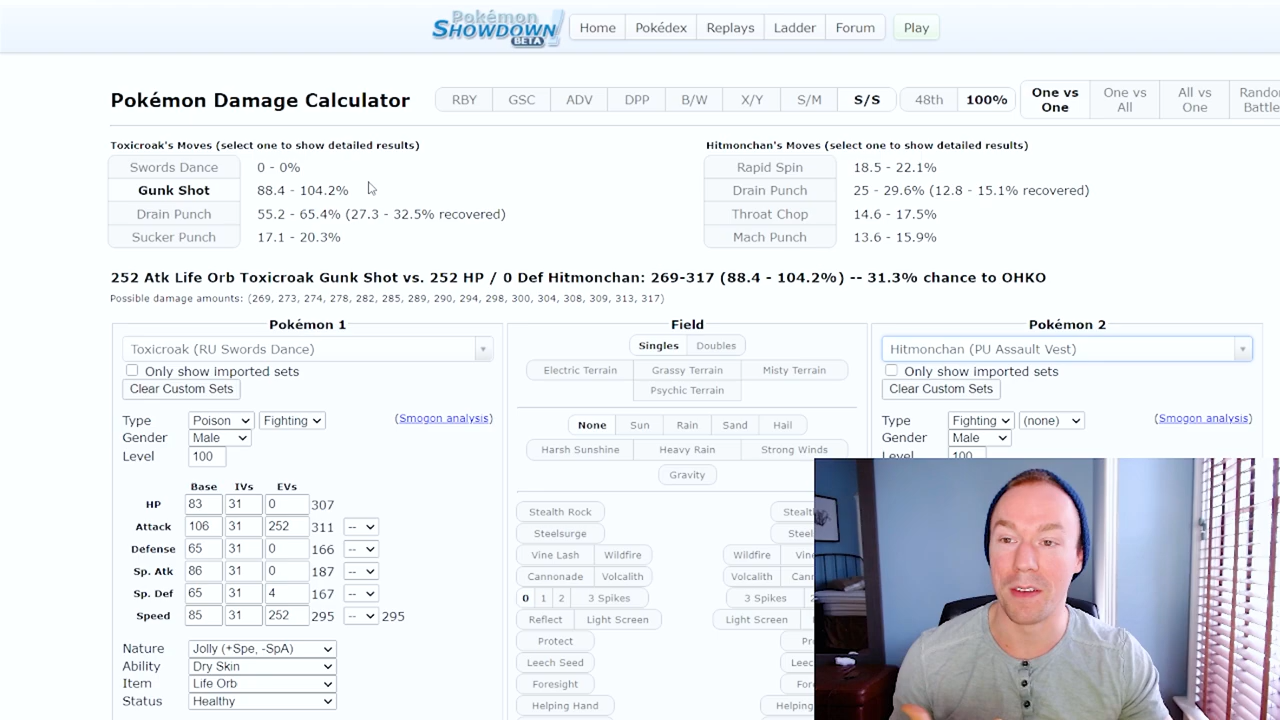 Pokémon
SHOWDOWN!
BETA
Home Pokédex Replays Ladder Forum Play
Pokémon Damage Calculator RBY GSC ADV DPP B/W X/Y S/M S/S 48th 100% One vs One One vs All All vs One Rando Battle
Toxicroak's Moves (select one to show detailed results)
Swords Dance 0 - 0%
Gunk Shot 88.4 - 104.2%
Drain Punch 55.2 - 65.4% (27.3 - 32.5% recovered)
Sucker Punch 17.1 - 20.3%
Hitmonchan's Moves (select one to show detailed results)
Rapid Spin 18.5 - 22.1%
Drain Punch 25 - 29.6% (12.8 - 15.1% recovered)
Throat Chop 14.6 - 17.5%
Mach Punch 13.6 - 15.9%
252 Atk Life Orb Toxicroak Gunk Shot vs. 252 HP / 0 Def Hitmonchan: 269-317 (88.4 - 104.2%) -- 31.3% chance to OHKO
Possible damage amounts: (269, 273, 274, 278, 282, 285, 289, 290, 294, 298, 300, 304, 308, 309, 313, 317)
Pokémon 1
Toxicroak (RU Swords Dance)
Only show imported sets
Clear Custom Sets
Type Poison Fighting (Smogon analysis)
Gender Male
Level 100
Base IVs EVs
HP 83 31 0 307
Attack 106 31 252 311 --
Defense 65 31 0 166 --
Sp. Atk 86 31 0 187 --
Sp. Def 65 31 4 167 --
Speed 85 31 252 295 -- 295
Nature Jolly (+Spe, -SpA)
Ability Dry Skin
Item Life Orb
Status Healthy
Field
Singles Doubles
Electric Terrain Grassy Terrain Misty Terrain
Psychic Terrain
None Sun Rain Sand Hail
Harsh Sunshine Heavy Rain Strong Winds
Gravity
Stealth Rock Stealt
Steelsurge Steel
Vine Lash Wildfire Wildfire Vine
Cannonade Volcalith Volcalith Cann
0 1 2 3 Spikes 3 Spikes 2
Reflect Light Screen Light Screen Re
Protect Pro
Leech Seed Leec
Foresight For
Helping Hand Helping
Pokémon 2
Hitmonchan (PU Assault Vest)
Only show imported sets
Clear Custom Sets
Type Fighting (none) (Smogon analysis)
Gender Male
Level 100